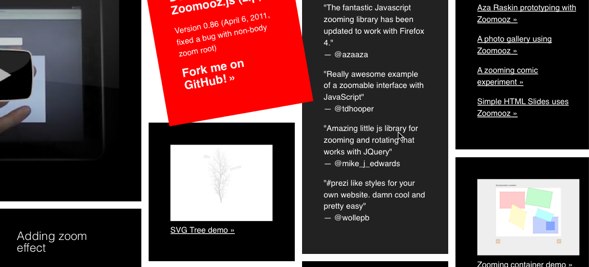 Zoomooz.js
Version 0.86 (April 6, 2011,
fixed a bug with non-body
zoom root)
Fork me on
GitHub! »
Adding zoom
effect
SVG Tree demo »
"The fantastic Javascript
zooming library has been
updated to work with Firefox
4."
— @azaaza
"Really awesome example
of a zoomable interface with
JavaScript"
— @tdhooper
"Amazing little js library for
zooming and rotating that
works with JQuery"
— @mike_j_edwards
"#prezi like styles for your
own website. damn cool and
pretty easy"
— @wollepb
Aza Raskin prototyping with
Zoomooz »
A photo gallery using
Zoomooz »
A zooming comic
experiment »
Simple HTML Slides uses
Zoomooz »
Zooming container demo »